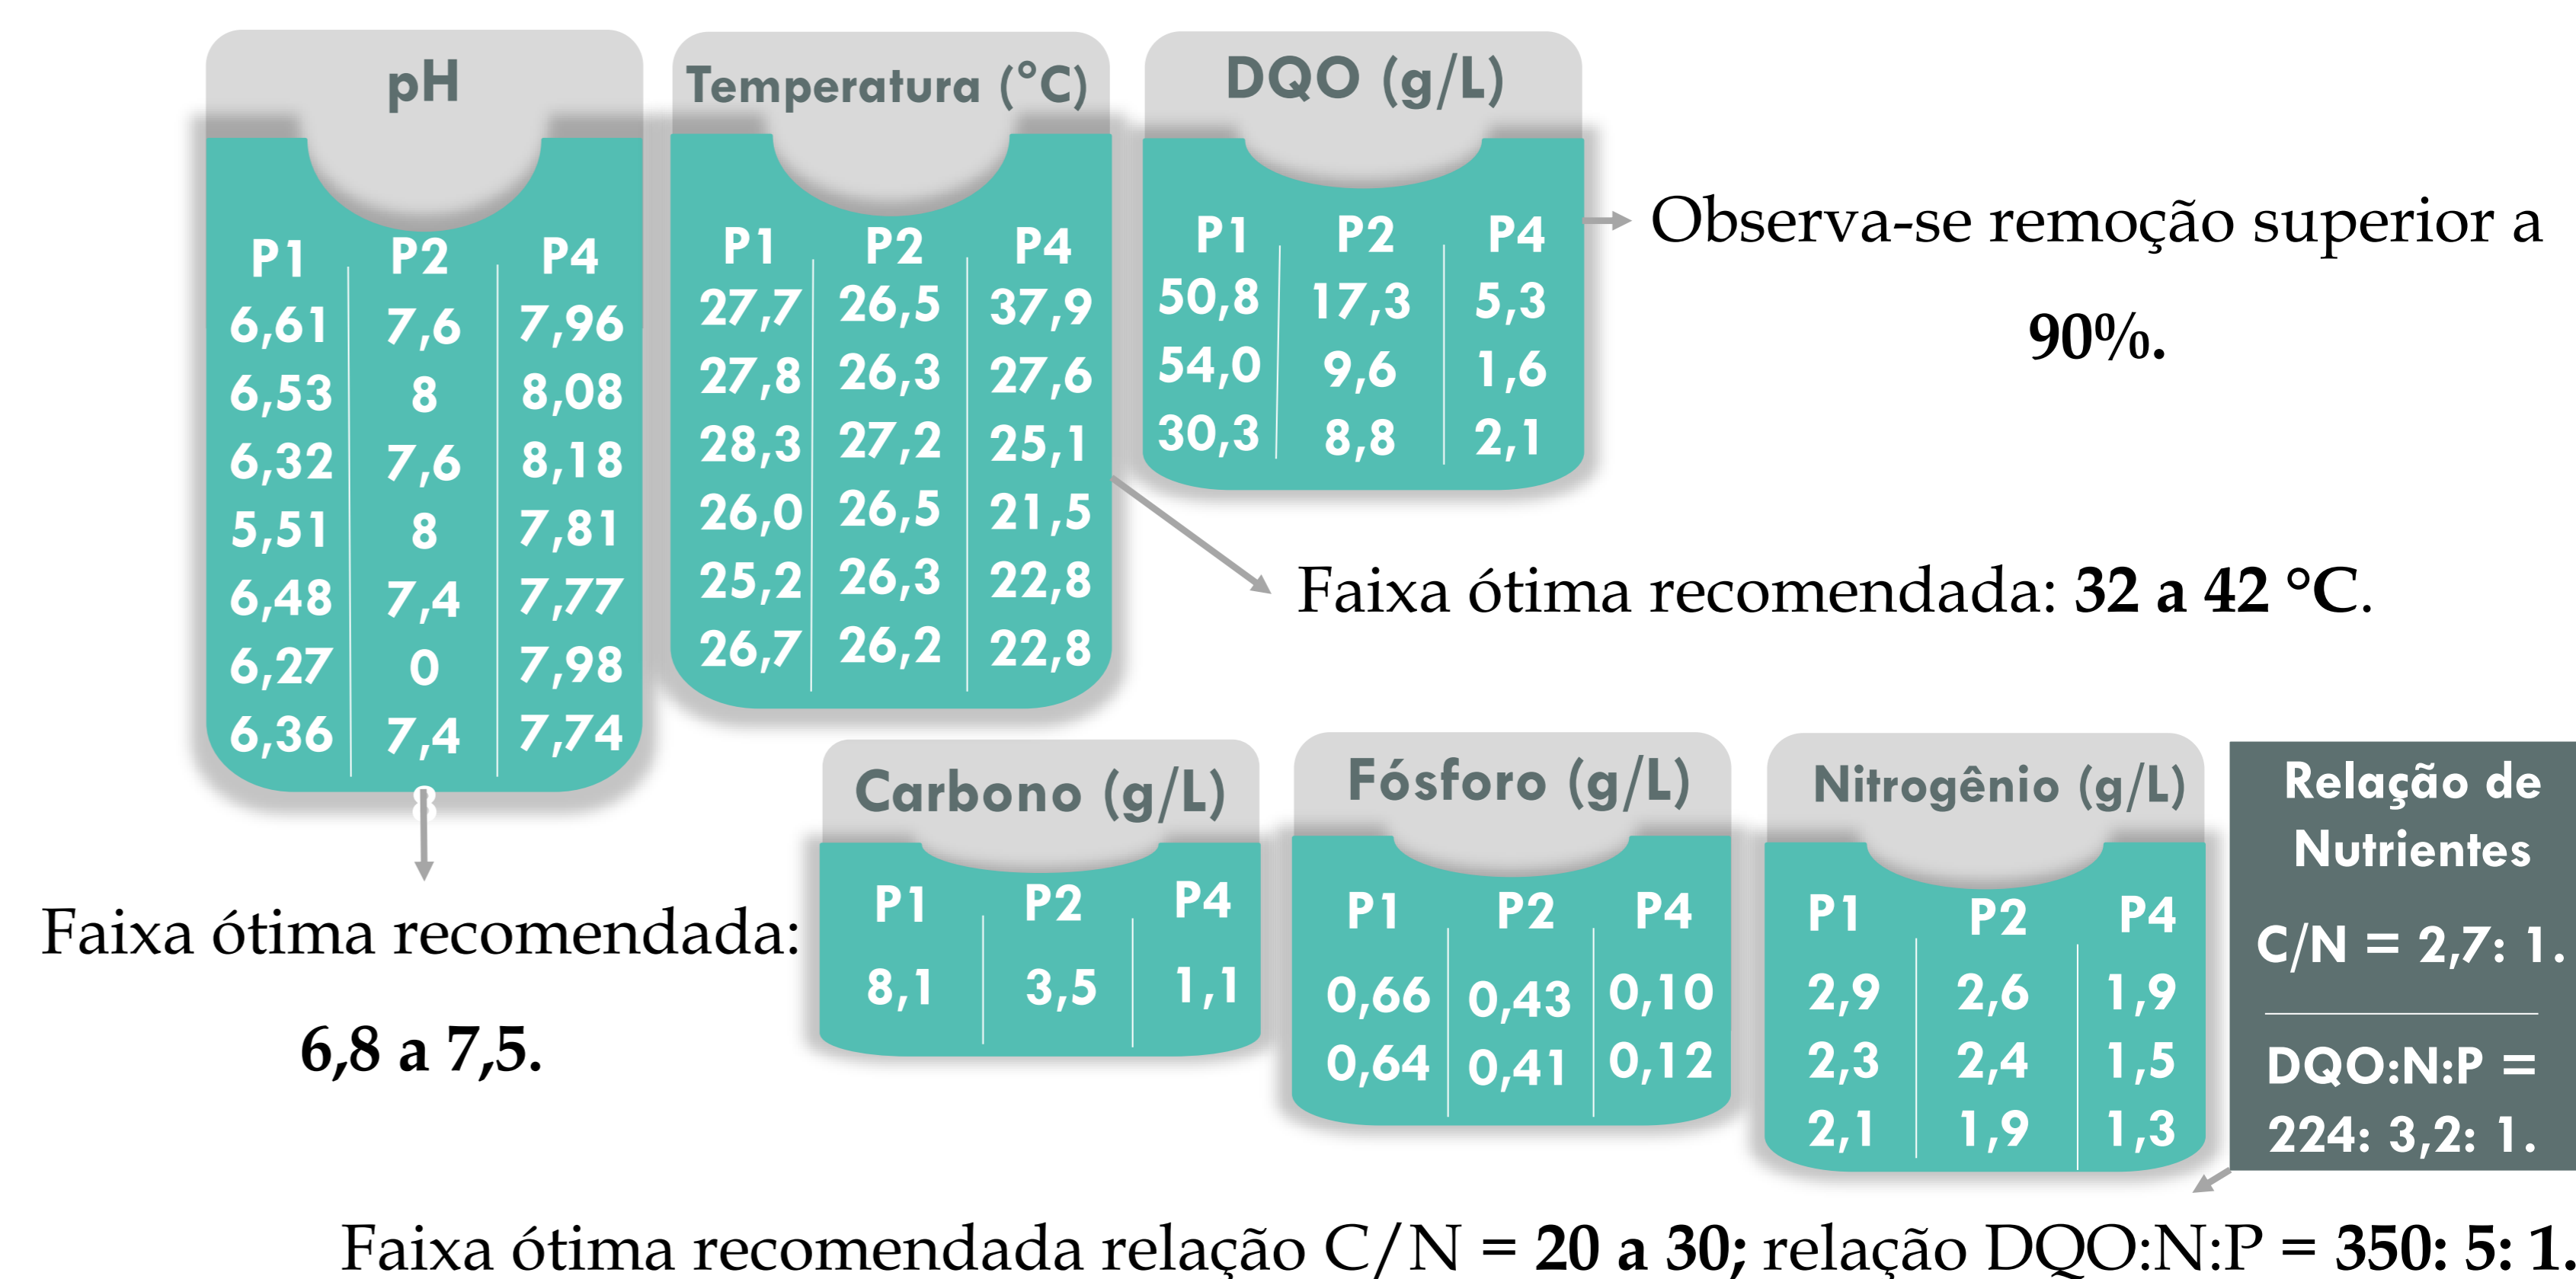 pH
P1 P2 P4
6,61 7,6 7,96
6,53 8 8,08
6,32 7,6 8,18
5,51 8 7,81
6,48 7,4 7,77
6,27 0 7,98
6,36 7,4 7,74
Faixa ótima recomendada:
6,8 a 7,5.
Temperatura (°C)
P1 P2 P4
27,7 26,5 37,9
27,8 26,3 27,6
28,3 27,2 25,1
26,0 26,5 21,5
25,2 26,3 22,8
26,7 26,2 22,8
Faixa ótima recomendada: 32 a 42 °C.
DQO (g/L)
P1 P2 P4
50,8 17,3 5,3
54,0 9,6 1,6
30,3 8,8 2,1
Observa-se remoção superior a
90%.
Carbono (g/L)
P1 P2 P4
8,1 3,5 1,1
Fósforo (g/L)
P1 P2 P4
0,66 0,43 0,10
0,64 0,41 0,12
Nitrogênio (g/L)
P1 P2 P4
2,9 2,6 1,9
2,3 2,4 1,5
2,1 1,9 1,3
Relação de
Nutrientes
C/N = 2,7: 1.
DQO:N:P =
224: 3,2: 1.
Faixa ótima recomendada relação C/N = 20 a 30; relação DQO:N:P = 350: 5: 1.